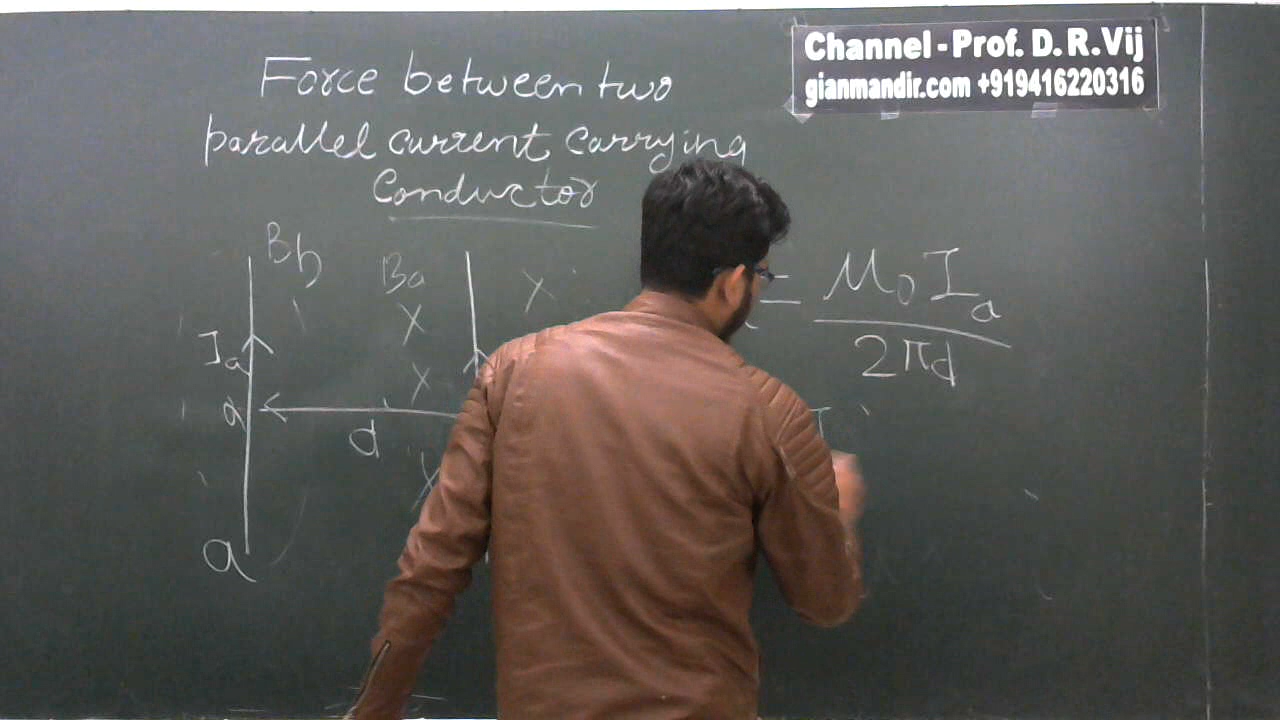 Channel - Prof. D. R. Vij
gianmandir.com +919416220316
Force between two
parallel current carrying
Conductor
Bb
Ba
X
= μ0 Ia
2πd
X
Ia
X
d
X
a